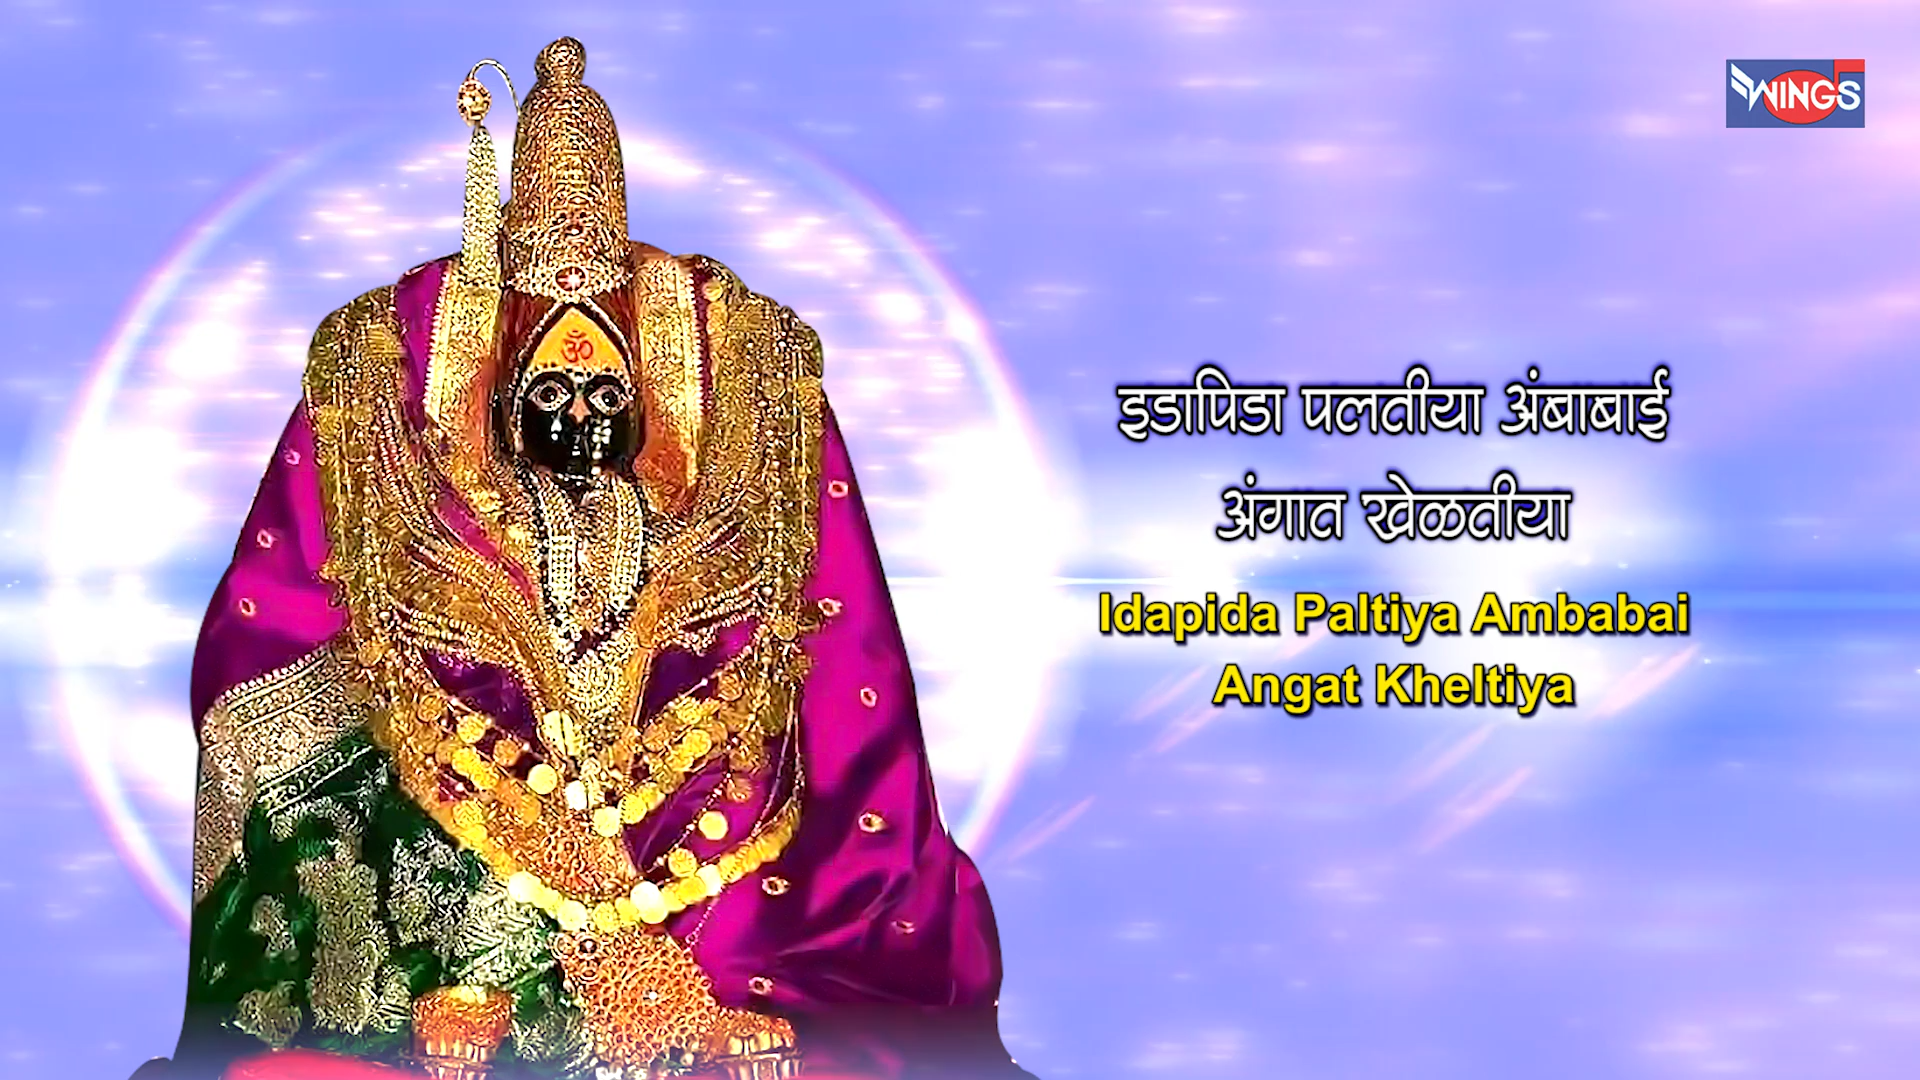 WINGS
ॐ
इडापिडा पलतीया अंबाबाई
अंगात खेळतीया
Idapida Paltiya Ambabai
Angat Kheltiya